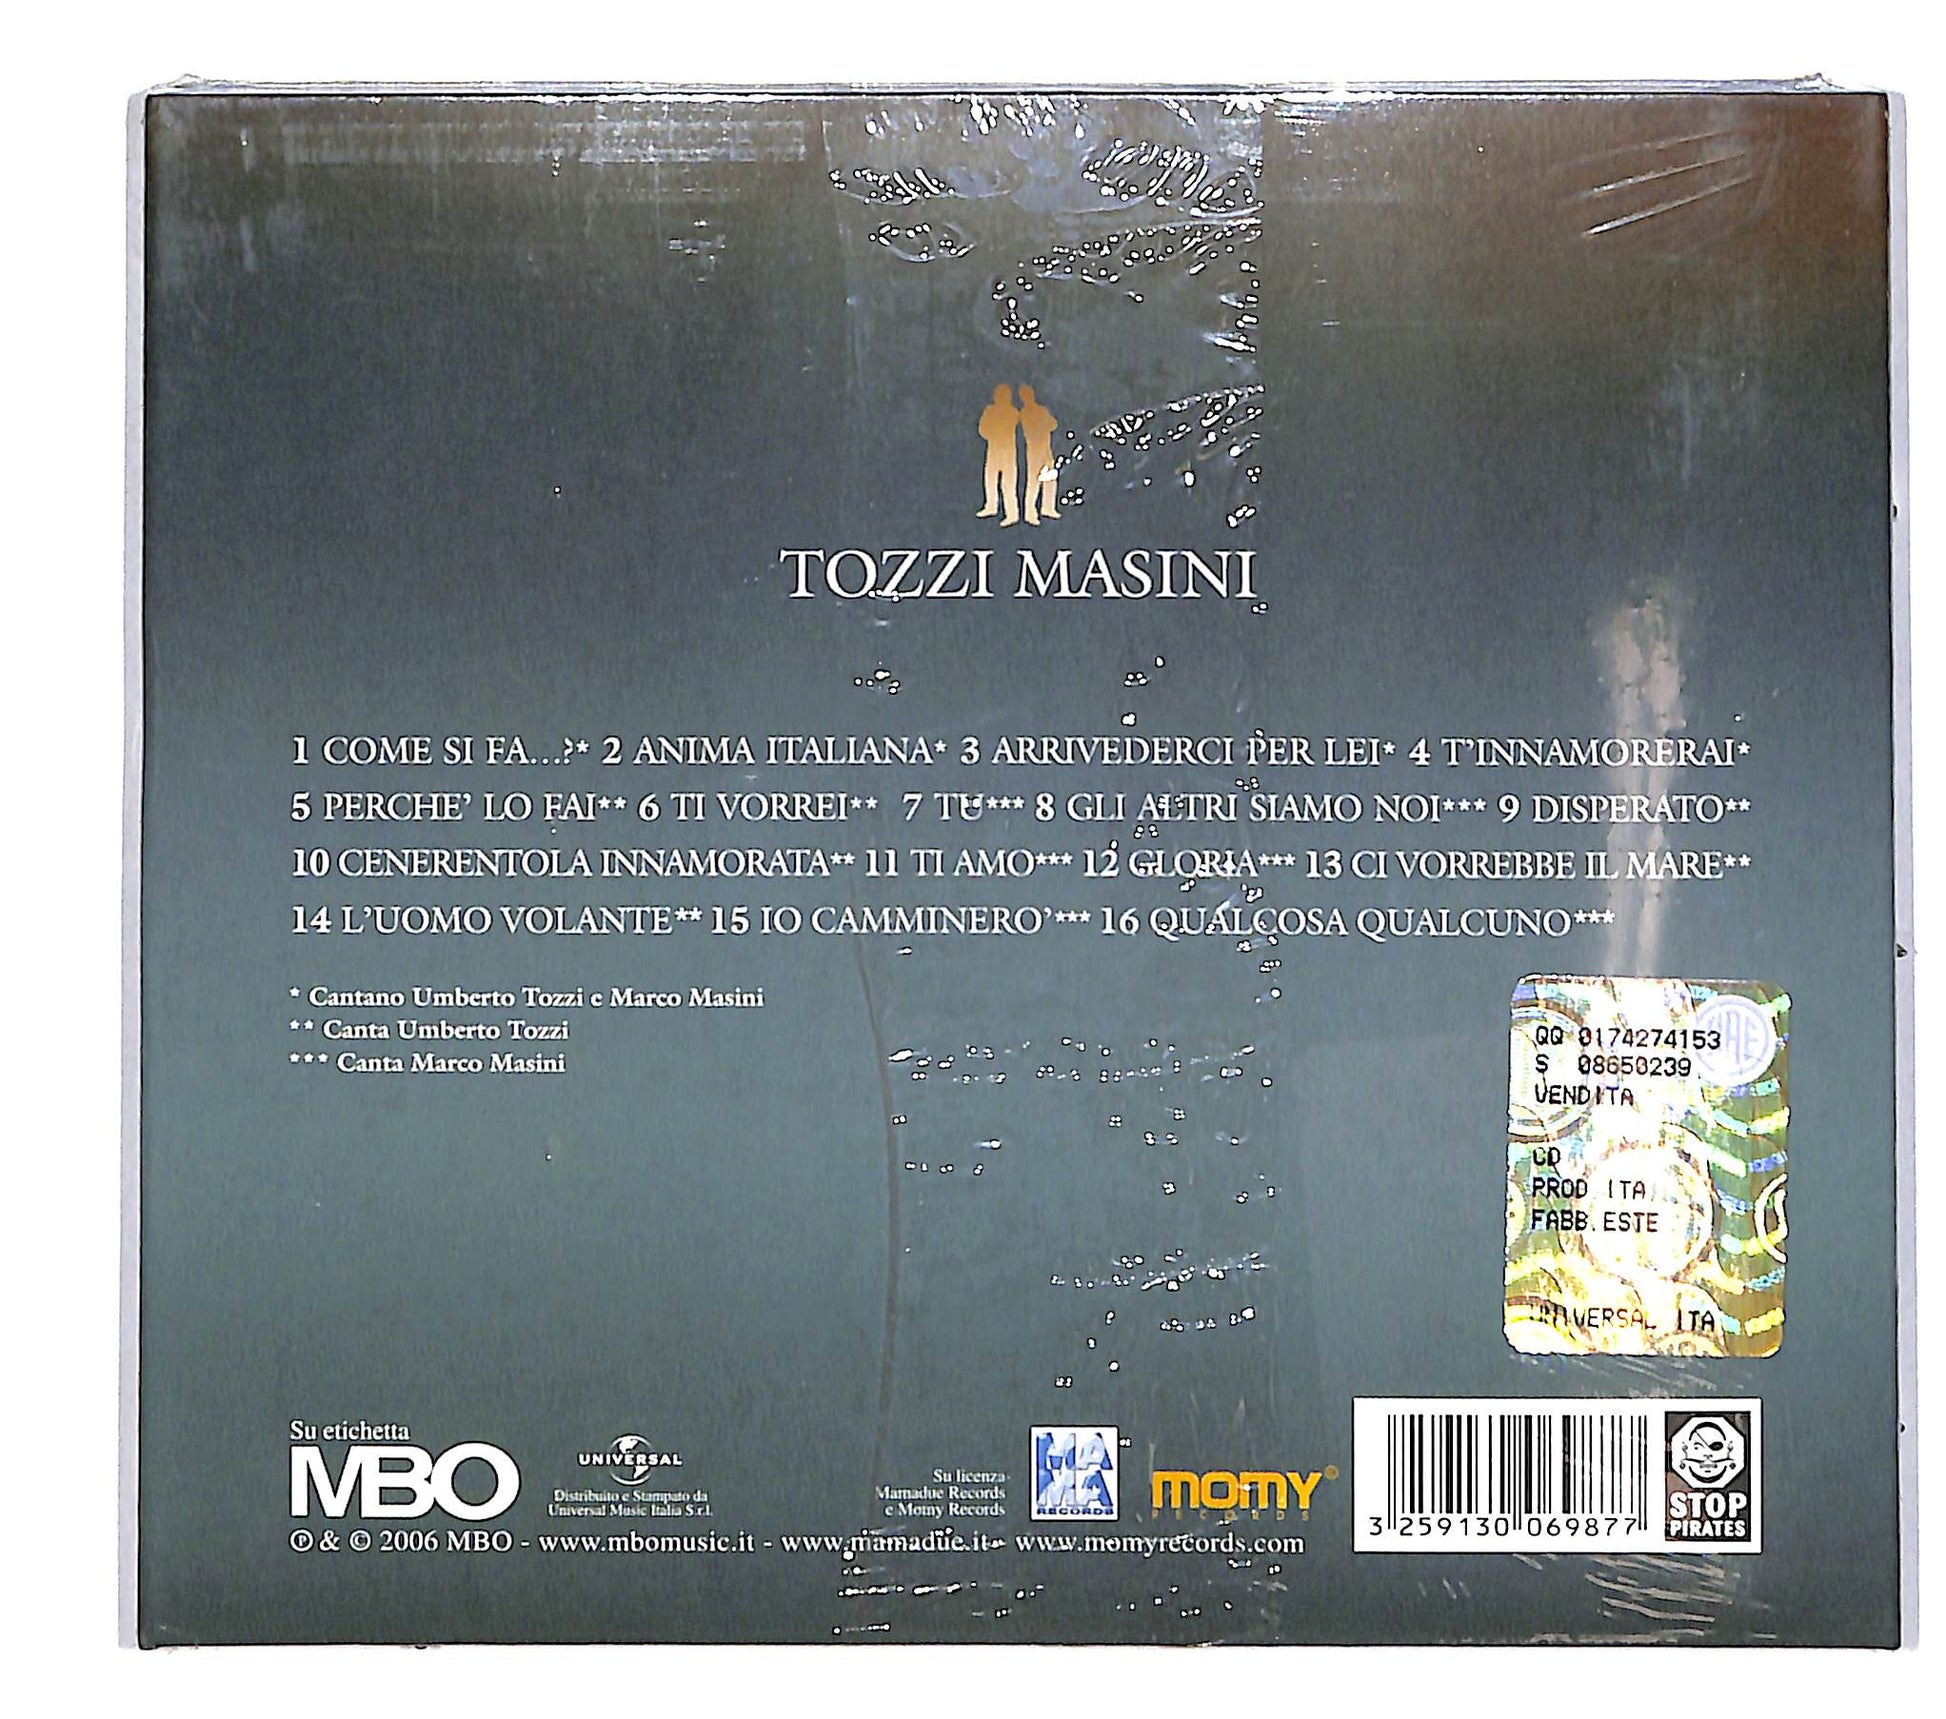 TOZZI MASINI
1 COME SI FA...?* 2 ANIMA ITALIANA* 3 ARRIVEDERCI PER LEI* 4 T'INNAMORERAI*
5 PERCHE' LO FAI** 6 TI VORREI** 7 TU*** 8 GLI ALTRI SIAMO NOI*** 9 DISPERATO**
10 CENERENTOLA INNAMORATA** 11 TI AMO*** 12 GLORIA*** 13 CI VORREBBE IL MARE**
14 L'UOMO VOLANTE** 15 IO CAMMINERO'*** 16 QUALCOSA QUALCUNO***
* Cantano Umberto Tozzi e Marco Masini
** Canta Umberto Tozzi
*** Canta Marco Masini
QQ 0174274153
S 08650239
VENDITA
CD
PROD ITA
FABB.ESTE
UNIVERSAL ITA
Su etichetta
MBO
UNIVERSAL
Distribuito e Stampato da
Universal Music Italia S.r.l.
Su licenza
Mamadue Records
e Momy Records
MA
MA
RECORDS
momy®
RECORDS
3 259130 069877
STOP
PIRATES
℗ & © 2006 MBO - www.mbomusic.it - www.mamadue.it - www.momyrecords.com